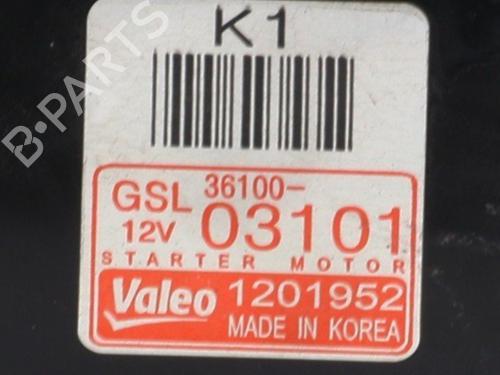 K1
B-PARTS
GSL 36100-
12V 03101
STARTER MOTOR
Valeo 1201952
MADE IN KOREA